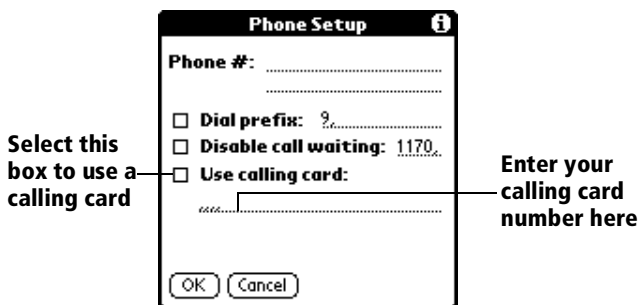 Phone Setup
Phone #:
Dial prefix: 9,
Disable call waiting: 1170,
Use calling card:
,,,,
OK Cancel
Select this
box to use a
calling card
Enter your
calling card
number here